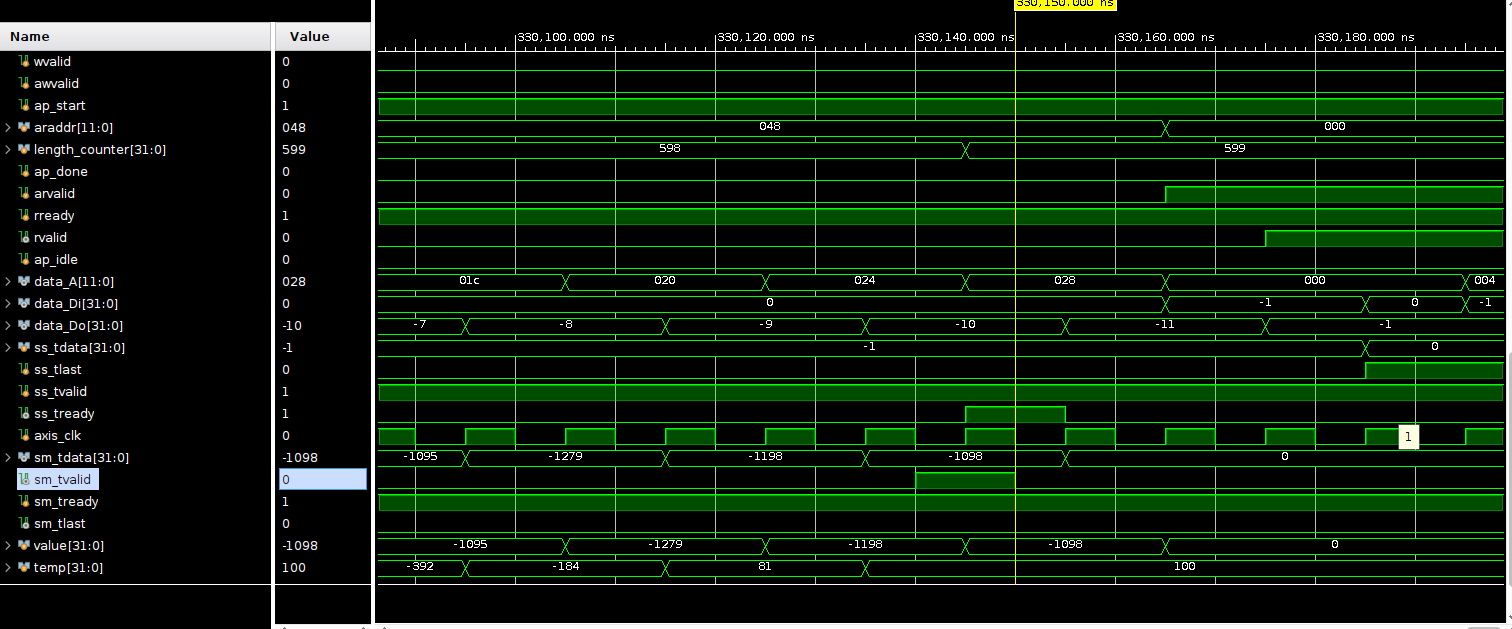 330,150.000 ns
Name Value
330,100.000 ns 330,120.000 ns 330,140.000 ns 330,160.000 ns 330,180.000 ns
wvalid 0
awvalid 0
ap_start 1
araddr[11:0] 048 048 000
length_counter[31:0] 599 598 599
ap_done 0
arvalid 0
rready 1
rvalid 0
ap_idle 0
data_A[11:0] 028 01c 020 024 028 000 004
data_Di[31:0] 0 0 -1 0 -1
data_Do[31:0] -10 -7 -8 -9 -10 -11 -1
ss_tdata[31:0] -1 -1 0
ss_tlast 0
ss_tvalid 1
ss_tready 1
axis_clk 0 1
sm_tdata[31:0] -1098 -1095 -1279 -1198 -1098 0
sm_tvalid 0
sm_tready 1
sm_tlast 0
value[31:0] -1098 -1095 -1279 -1198 -1098 0
temp[31:0] 100 -392 -184 81 100